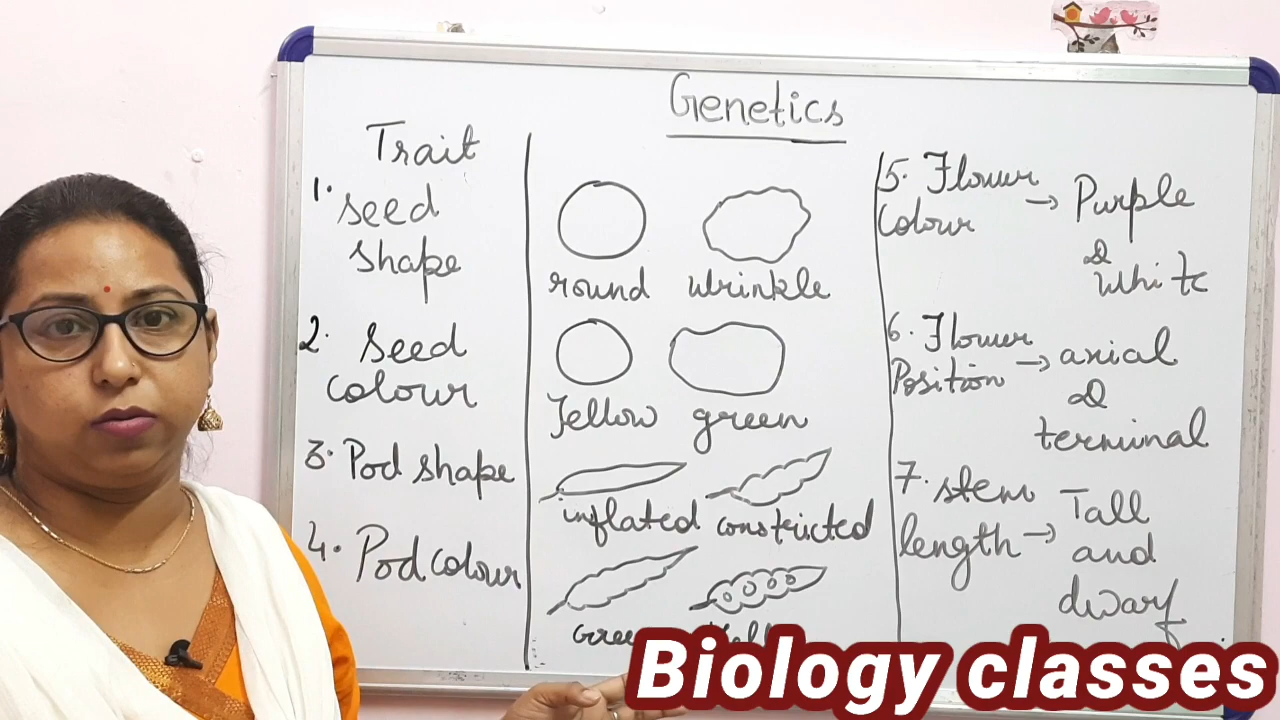 Genetics
Trait
1. seed
shape
round wrinkle
2. seed
colour
Yellow green
3. Pod shape
inflated constricted
4. Pod colour
5. Flower
colour → Purple
&
white
6. Flower
Position → axial
&
terminal
7. stem
length → Tall
and
dwarf
Biology classes